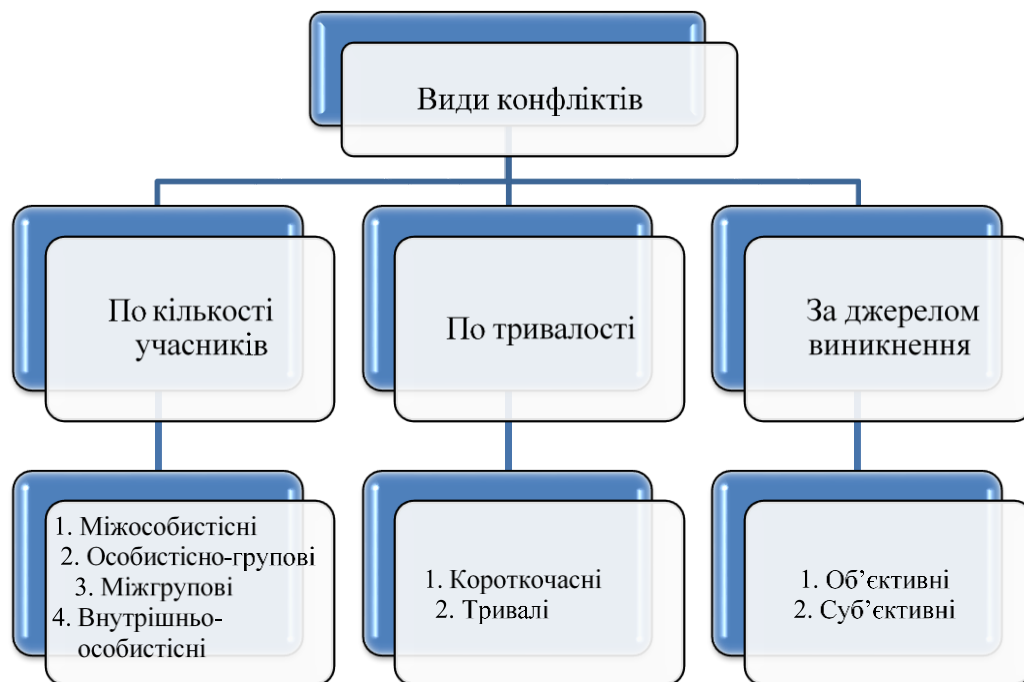 Види конфліктів
По кількості
учасників
По тривалості
За джерелом
виникнення
1. Міжособистісні
2. Особистісно-групові
3. Міжгрупові
4. Внутрішньо-
особистісні
1. Короткочасні
2. Тривалі
1. Об’єктивні
2. Суб’єктивні